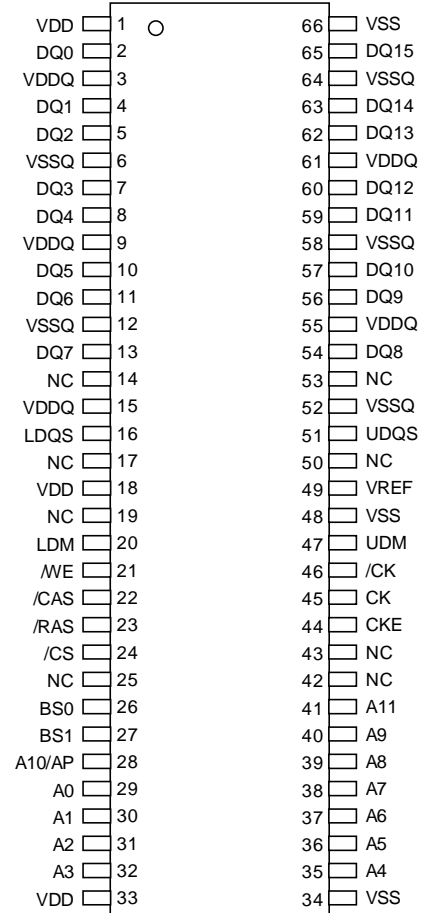 VDD 1 66 VSS
DQ0 2 65 DQ15
VDDQ 3 64 VSSQ
DQ1 4 63 DQ14
DQ2 5 62 DQ13
VSSQ 6 61 VDDQ
DQ3 7 60 DQ12
DQ4 8 59 DQ11
VDDQ 9 58 VSSQ
DQ5 10 57 DQ10
DQ6 11 56 DQ9
VSSQ 12 55 VDDQ
DQ7 13 54 DQ8
NC 14 53 NC
VDDQ 15 52 VSSQ
LDQS 16 51 UDQS
NC 17 50 NC
VDD 18 49 VREF
NC 19 48 VSS
LDM 20 47 UDM
/WE 21 46 /CK
/CAS 22 45 CK
/RAS 23 44 CKE
/CS 24 43 NC
NC 25 42 NC
BS0 26 41 A11
BS1 27 40 A9
A10/AP 28 39 A8
A0 29 38 A7
A1 30 37 A6
A2 31 36 A5
A3 32 35 A4
VDD 33 34 VSS